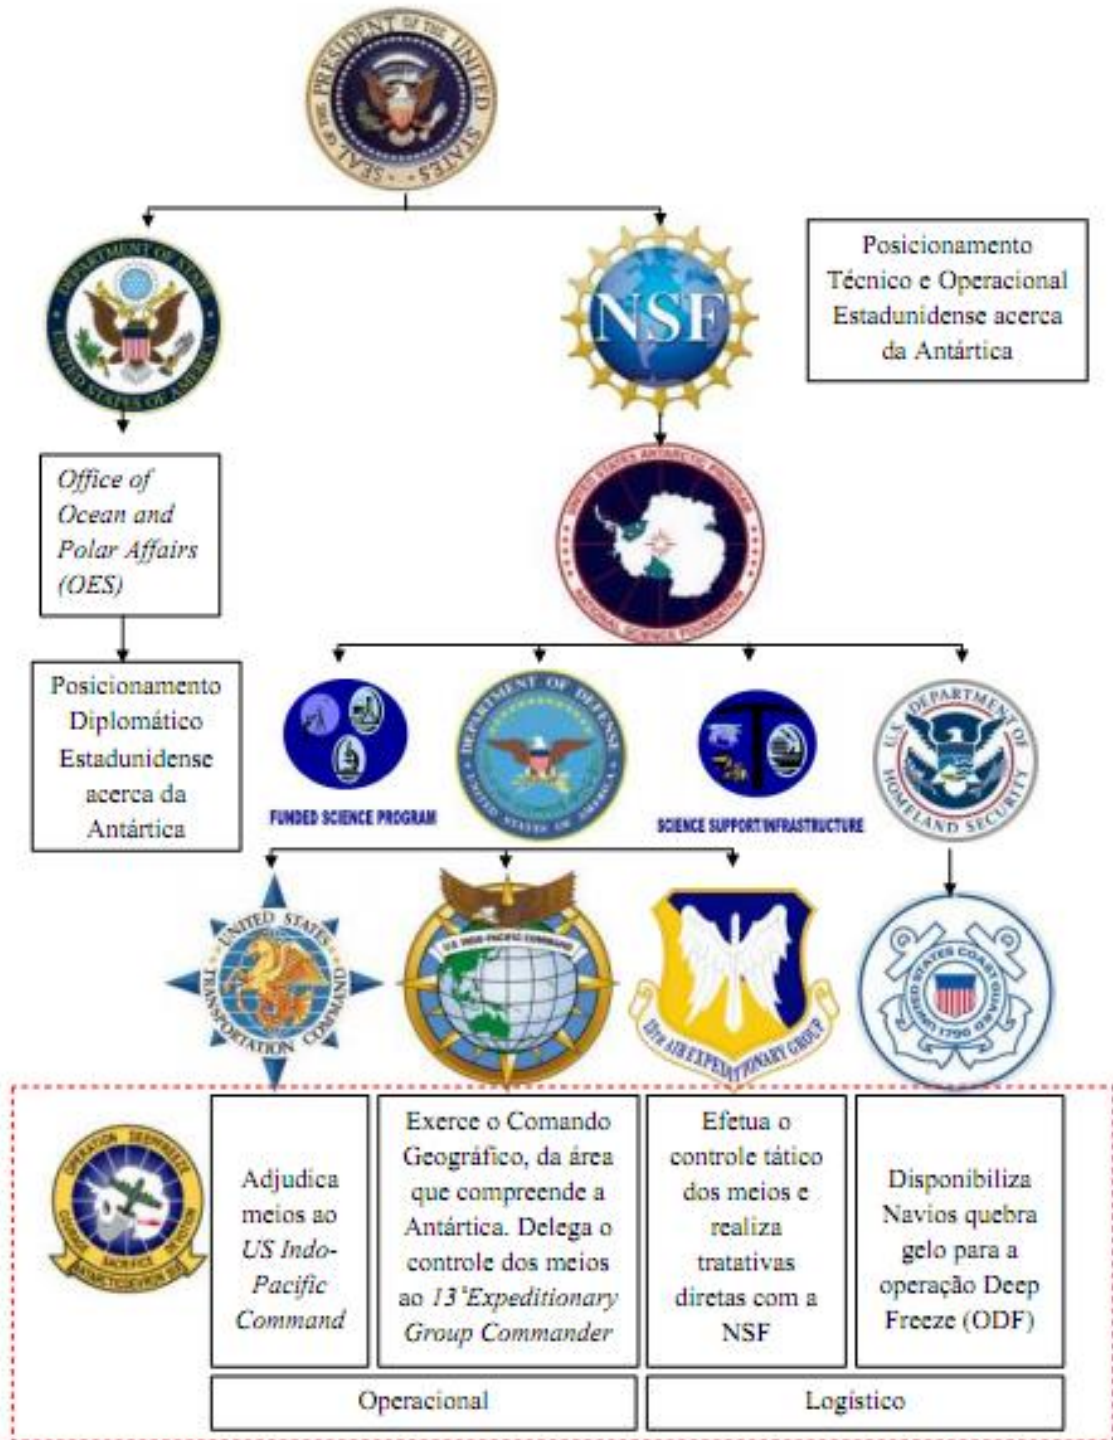 SEAL OF THE PRESIDENT OF THE UNITED STATES
DEPARTMENT OF STATE
UNITED STATES OF AMERICA
NSF
Posicionamento
Técnico e Operacional
Estadunidense acerca
da Antártica
Office of
Ocean and
Polar Affairs
(OES)
UNITED STATES ANTARCTIC PROGRAM
NATIONAL SCIENCE FOUNDATION
Posicionamento
Diplomático
Estadunidense
acerca da
Antártica
FUNDED SCIENCE PROGRAM
DEPARTMENT OF DEFENSE
UNITED STATES OF AMERICA
SCIENCE SUPPORT/INFRASTRUCTURE
U.S. DEPARTMENT OF
HOMELAND SECURITY
UNITED STATES
TRANSPORTATION COMMAND
U.S. INDO-PACIFIC COMMAND
13TH AIR EXPEDITIONARY GROUP
UNITED STATES COAST GUARD
1790
OPERATION DEEP FREEZE
COURAGE SACRIFICE DEVOTION
Adjudica
meios ao
US Indo-
Pacific
Command
Exerce o Comando
Geográfico, da área
que compreende a
Antártica. Delega o
controle dos meios
ao 13ªExpeditionary
Group Commander
Efetua o
controle tático
dos meios e
realiza
tratativas
diretas com a
NSF
Disponibiliza
Navios quebra
gelo para a
operação Deep
Freeze (ODF)
Operacional
Logístico